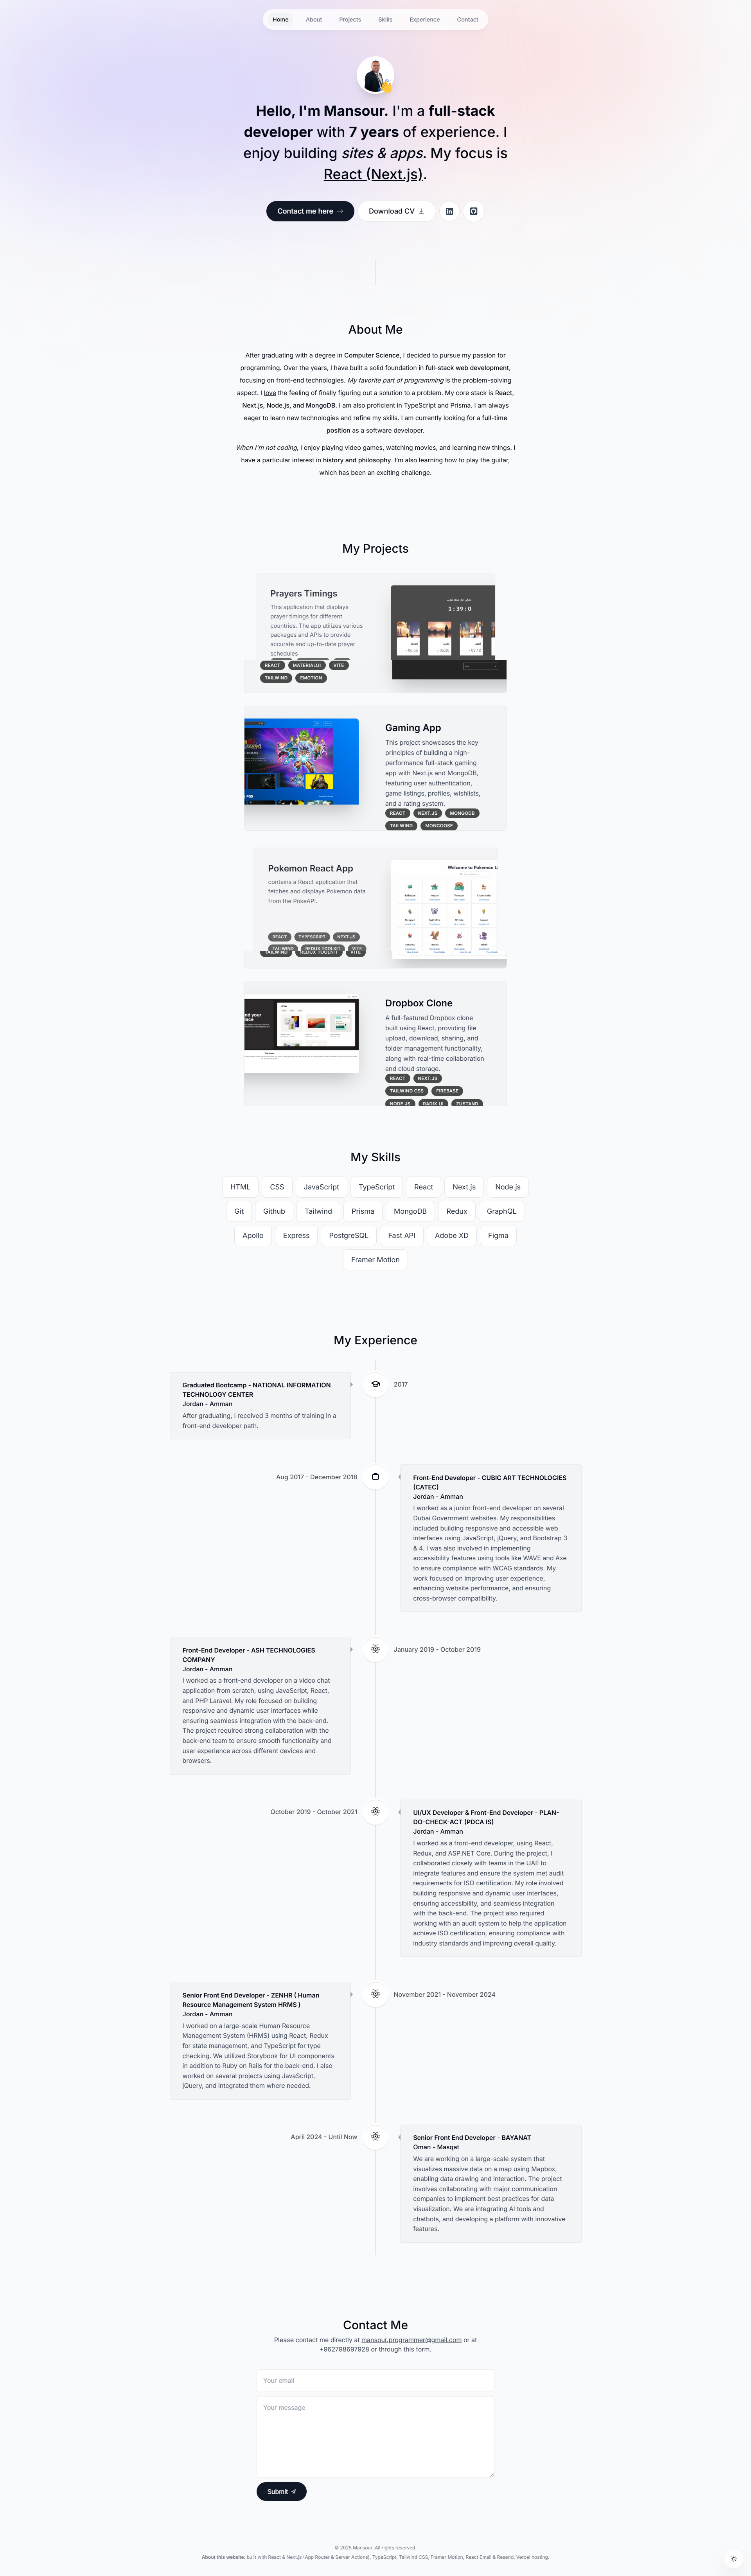 Home About Projects Skills Experience Contact
Hello, I'm Mansour. I'm a full-stack
developer with 7 years of experience. I
enjoy building sites & apps. My focus is
React (Next.js).
Contact me here
Download CV
About Me
After graduating with a degree in Computer Science, I decided to pursue my passion for
programming. Over the years, I have built a solid foundation in full-stack web development,
focusing on front-end technologies. My favorite part of programming is the problem-solving
aspect. I love the feeling of finally figuring out a solution to a problem. My core stack is React,
Next.js, Node.js, and MongoDB. I am also proficient in TypeScript and Prisma. I am always
eager to learn new technologies and refine my skills. I am currently looking for a full-time
position as a software developer.
When I'm not coding, I enjoy playing video games, watching movies, and learning new things. I
have a particular interest in history and philosophy. I'm also learning how to play the guitar,
which has been an exciting challenge.
My Projects
Prayers Timings
This application that displays
prayer timings for different
countries. The app utilizes various
packages and APIs to provide
accurate and up-to-date prayer
schedules
REACT MATERIALUI VITE
TAILWIND EMOTION
1 : 39 : 0
Gaming App
This project showcases the key
principles of building a high-
performance full-stack gaming
app with Next.js and MongoDB,
featuring user authentication,
game listings, profiles, wishlists,
and a rating system.
REACT NEXT.JS MONGODB
TAILWIND MONGOOSE
Pokemon React App
contains a React application that
fetches and displays Pokemon data
from the PokeAPI.
REACT TYPESCRIPT NEXT.JS
TAILWIND REDUX TOOLKIT VITE
TAILWIND REDUX TOOLKIT VITE
Welcome to Pokemon Li
Dropbox Clone
A full-featured Dropbox clone
built using React, providing file
upload, download, sharing, and
folder management functionality,
along with real-time collaboration
and cloud storage.
REACT NEXT.JS
TAILWIND CSS FIREBASE
NODE.JS RADIX UI ZUSTAND
My Skills
HTML CSS JavaScript TypeScript React Next.js Node.js
Git Github Tailwind Prisma MongoDB Redux GraphQL
Apollo Express PostgreSQL Fast API Adobe XD Figma
Framer Motion
My Experience
Graduated Bootcamp - NATIONAL INFORMATION
TECHNOLOGY CENTER
Jordan - Amman
After graduating, I received 3 months of training in a
front-end developer path.
2017
Aug 2017 - December 2018
Front-End Developer - CUBIC ART TECHNOLOGIES
(CATEC)
Jordan - Amman
I worked as a junior front-end developer on several
Dubai Government websites. My responsibilities
included building responsive and accessible web
interfaces using JavaScript, jQuery, and Bootstrap 3
& 4. I was also involved in implementing
accessibility features using tools like WAVE and Axe
to ensure compliance with WCAG standards. My
work focused on improving user experience,
enhancing website performance, and ensuring
cross-browser compatibility.
Front-End Developer - ASH TECHNOLOGIES
COMPANY
Jordan - Amman
I worked as a front-end developer on a video chat
application from scratch, using JavaScript, React,
and PHP Laravel. My role focused on building
responsive and dynamic user interfaces while
ensuring seamless integration with the back-end.
The project required strong collaboration with the
back-end team to ensure smooth functionality and
user experience across different devices and
browsers.
January 2019 - October 2019
October 2019 - October 2021
UI/UX Developer & Front-End Developer - PLAN-
DO-CHECK-ACT (PDCA IS)
Jordan - Amman
I worked as a front-end developer, using React,
Redux, and ASP.NET Core. During the project, I
collaborated closely with teams in the UAE to
integrate features and ensure the system met audit
requirements for ISO certification. My role involved
building responsive and dynamic user interfaces,
ensuring accessibility, and seamless integration
with the back-end. The project also required
working with an audit system to help the application
achieve ISO certification, ensuring compliance with
industry standards and improving overall quality.
Senior Front End Developer - ZENHR ( Human
Resource Management System HRMS )
Jordan - Amman
I worked on a large-scale Human Resource
Management System (HRMS) using React, Redux
for state management, and TypeScript for type
checking. We utilized Storybook for UI components
in addition to Ruby on Rails for the back-end. I also
worked on several projects using JavaScript,
jQuery, and integrated them where needed.
November 2021 - November 2024
April 2024 - Until Now
Senior Front End Developer - BAYANAT
Oman - Masqat
We are working on a large-scale system that
visualizes massive data on a map using Mapbox,
enabling data drawing and interaction. The project
involves collaborating with major communication
companies to implement best practices for data
visualization. We are integrating AI tools and
chatbots, and developing a platform with innovative
features.
Contact Me
Please contact me directly at mansour.programmer@gmail.com or at
+962798697928 or through this form.
Your email
Your message
Submit
© 2025 Mansour. All rights reserved.
About this website: built with React & Next.js (App Router & Server Actions), TypeScript, Tailwind CSS, Framer Motion, React Email & Resend, Vercel hosting.